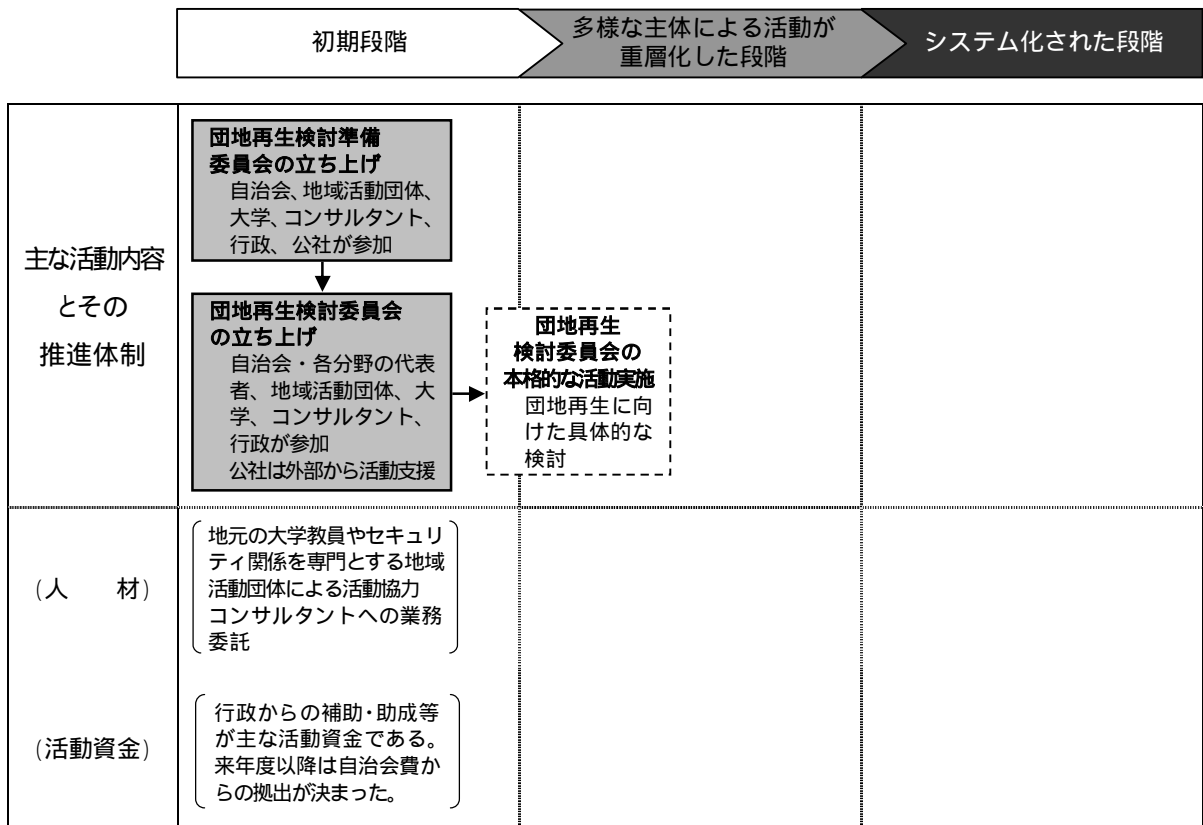 初期段階
多様な主体による活動が
重層化した段階
システム化された段階
主な活動内容
とその
推進体制
団地再生検討準備
委員会の立ち上げ
自治会、地域活動団体、
大学、コンサルタント、
行政、公社が参加
団地再生検討委員会
の立ち上げ
自治会・各分野の代表
者、地域活動団体、大
学、コンサルタント、
行政が参加
公社は外部から活動支援
団地再生
検討委員会の
本格的な活動実施
団地再生に向
けた具体的な
検討
(人　材)
地元の大学教員やセキュリ
ティ関係を専門とする地域
活動団体による活動協力
コンサルタントへの業務
委託
(活動資金)
行政からの補助・助成等
が主な活動資金である。
来年度以降は自治会費か
らの拠出が決まった。